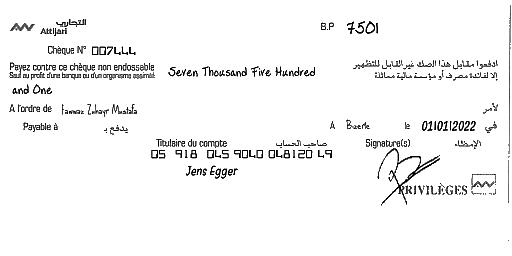 التجاري
Attijari
B.P 7501
Chèque N° 007444
Payez contre ce chèque non endossable
Sauf au profit d'une banque ou d'un organisme assimilé
Seven Thousand Five Hundred
ادفعوا مقابل هذا الصك غير القابل للتظهير
إلا لفائدة مصرف أو مؤسسة مالية مماثلة
and One
A l'ordre de Fawwaz Zuhayr Mustafa
لأمر
Payable à يدفع بـ
A Bizerte le 01/01/2022 في
Titulaire du compte صاحب الحساب
Signature(s) الإمضاء
05 918 045 9040 048120 49
Jens Egger
PRIVILÈGES